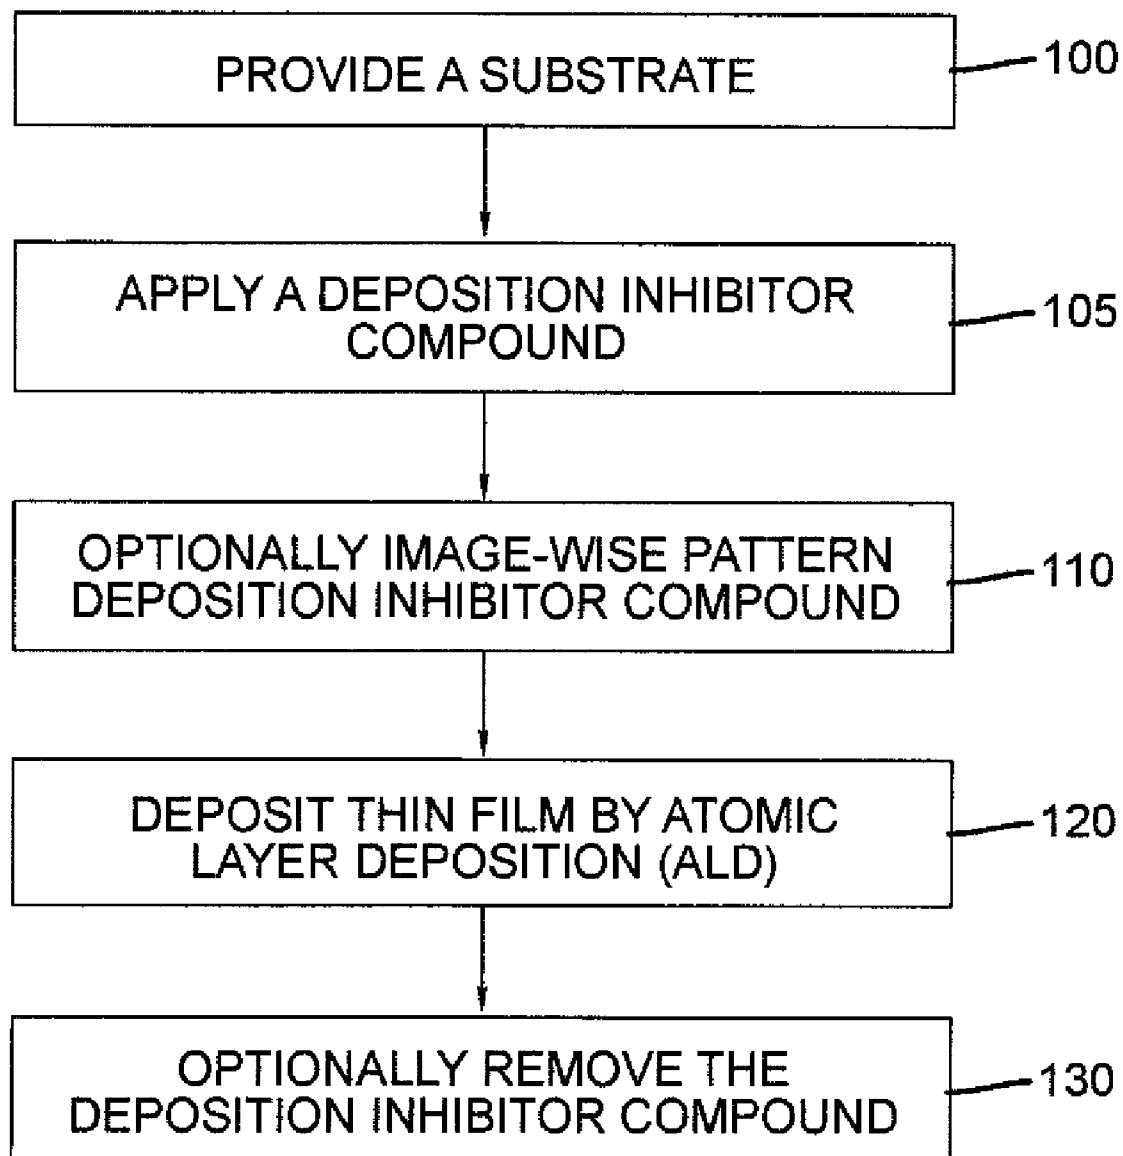 PROVIDE A SUBSTRATE
100
APPLY A DEPOSITION INHIBITOR
COMPOUND
105
OPTIONALLY IMAGE-WISE PATTERN
DEPOSITION INHIBITOR COMPOUND
110
DEPOSIT THIN FILM BY ATOMIC
LAYER DEPOSITION (ALD)
120
OPTIONALLY REMOVE THE
DEPOSITION INHIBITOR COMPOUND
130